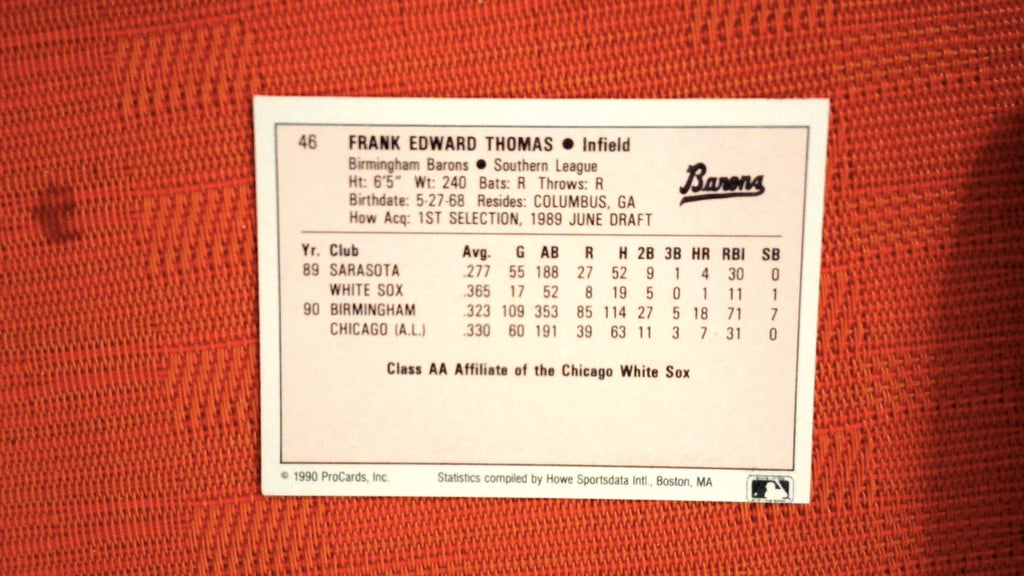 46 FRANK EDWARD THOMAS ● Infield
Birmingham Barons ● Southern League
Barons
Ht: 6'5" Wt: 240 Bats: R Throws: R
Birthdate: 5-27-68 Resides: COLUMBUS, GA
How Acq: 1ST SELECTION, 1989 JUNE DRAFT
Yr. Club Avg. G AB R H 2B 3B HR RBI SB
89 SARASOTA .277 55 188 27 52 9 1 4 30 0
WHITE SOX .365 17 52 8 19 5 0 1 11 1
90 BIRMINGHAM .323 109 353 85 114 27 5 18 71 7
CHICAGO (A.L.) .330 60 191 39 63 11 3 7 31 0
Class AA Affiliate of the Chicago White Sox
© 1990 ProCards, Inc. Statistics compiled by Howe Sportsdata Intl., Boston, MA